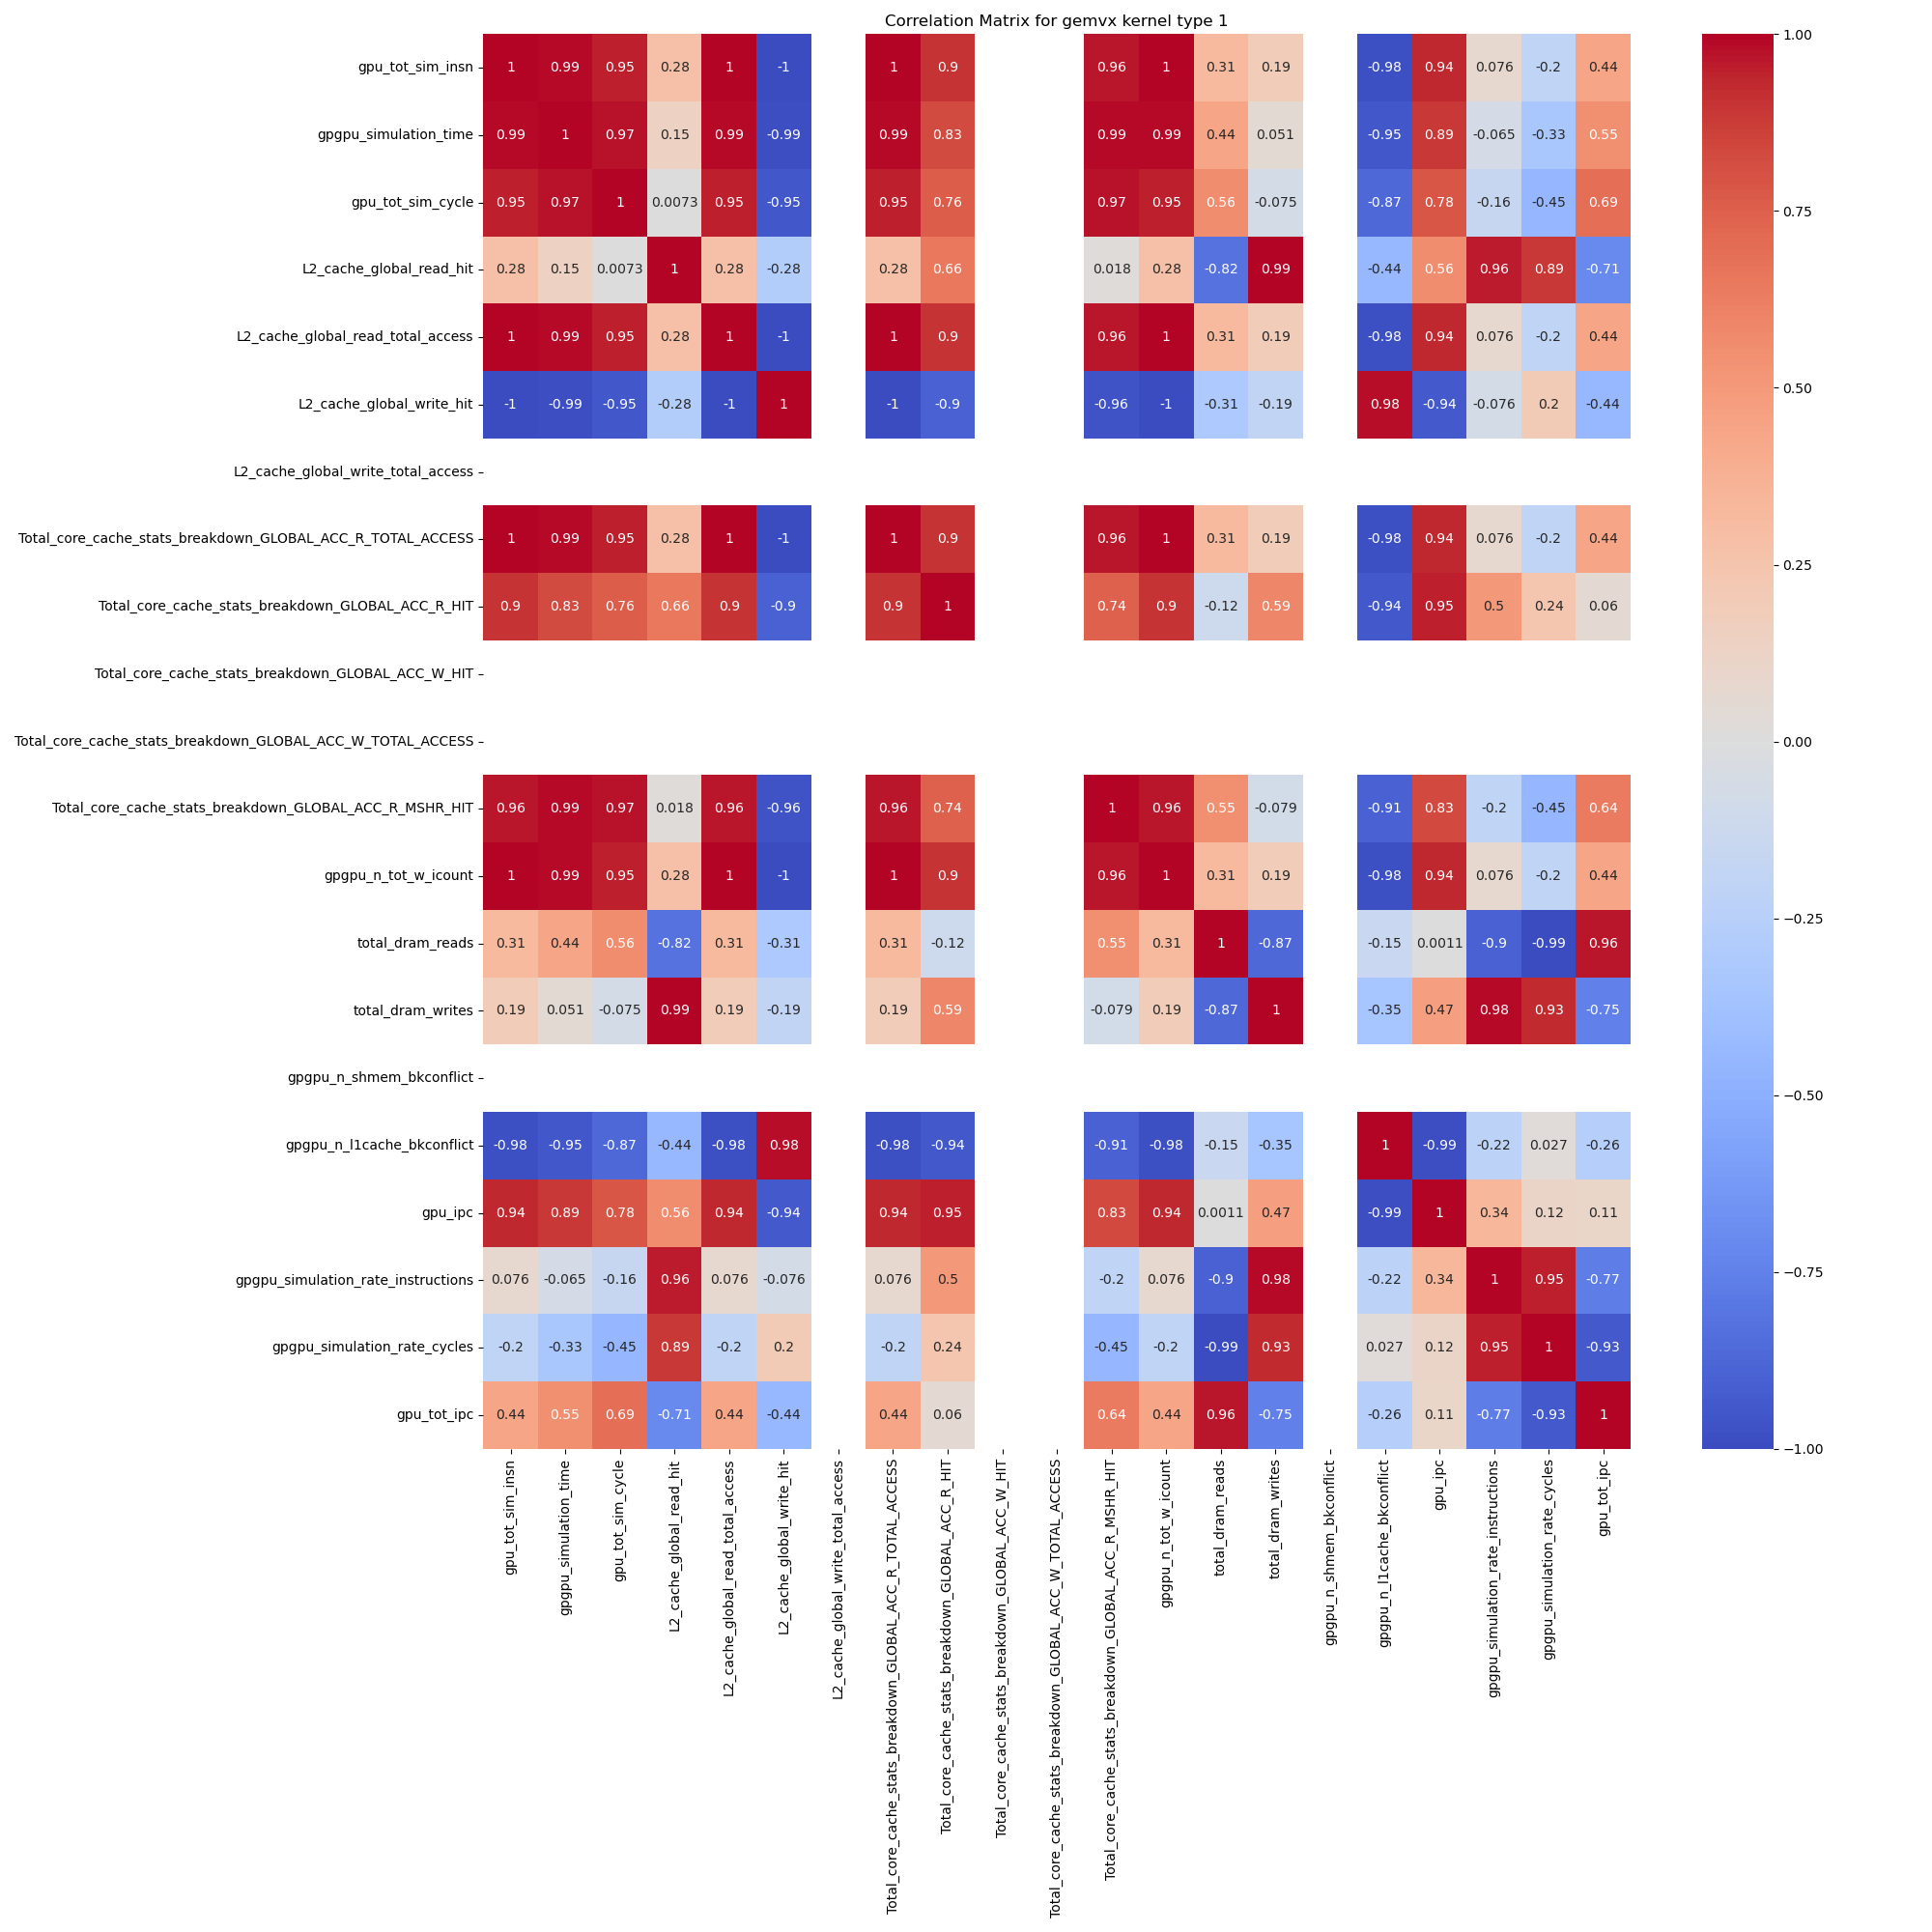 Correlation Matrix for gemvx kernel type 1
gpu_tot_sim_insn 1 0.99 0.95 0.28 1 -1 1 0.9 0.96 1 0.31 0.19 -0.98 0.94 0.076 -0.2 0.44
gpgpu_simulation_time 0.99 1 0.97 0.15 0.99 -0.99 0.99 0.83 0.99 0.99 0.44 0.051 -0.95 0.89 -0.065 -0.33 0.55
gpu_tot_sim_cycle 0.95 0.97 1 0.0073 0.95 -0.95 0.95 0.76 0.97 0.95 0.56 -0.075 -0.87 0.78 -0.16 -0.45 0.69
L2_cache_global_read_hit 0.28 0.15 0.0073 1 0.28 -0.28 0.28 0.66 0.018 0.28 -0.82 0.99 -0.44 0.56 0.96 0.89 -0.71
L2_cache_global_read_total_access 1 0.99 0.95 0.28 1 -1 1 0.9 0.96 1 0.31 0.19 -0.98 0.94 0.076 -0.2 0.44
L2_cache_global_write_hit -1 -0.99 -0.95 -0.28 -1 1 -1 -0.9 -0.96 -1 -0.31 -0.19 0.98 -0.94 -0.076 0.2 -0.44
L2_cache_global_write_total_access
Total_core_cache_stats_breakdown_GLOBAL_ACC_R_TOTAL_ACCESS 1 0.99 0.95 0.28 1 -1 1 0.9 0.96 1 0.31 0.19 -0.98 0.94 0.076 -0.2 0.44
Total_core_cache_stats_breakdown_GLOBAL_ACC_R_HIT 0.9 0.83 0.76 0.66 0.9 -0.9 0.9 1 0.74 0.9 -0.12 0.59 -0.94 0.95 0.5 0.24 0.06
Total_core_cache_stats_breakdown_GLOBAL_ACC_W_HIT
Total_core_cache_stats_breakdown_GLOBAL_ACC_W_TOTAL_ACCESS
Total_core_cache_stats_breakdown_GLOBAL_ACC_R_MSHR_HIT 0.96 0.99 0.97 0.018 0.96 -0.96 0.96 0.74 1 0.96 0.55 -0.079 -0.91 0.83 -0.2 -0.45 0.64
gpgpu_n_tot_w_icount 1 0.99 0.95 0.28 1 -1 1 0.9 0.96 1 0.31 0.19 -0.98 0.94 0.076 -0.2 0.44
total_dram_reads 0.31 0.44 0.56 -0.82 0.31 -0.31 0.31 -0.12 0.55 0.31 1 -0.87 -0.15 0.0011 -0.9 -0.99 0.96
total_dram_writes 0.19 0.051 -0.075 0.99 0.19 -0.19 0.19 0.59 -0.079 0.19 -0.87 1 -0.35 0.47 0.98 0.93 -0.75
gpgpu_n_shmem_bkconflict
gpgpu_n_l1cache_bkconflict -0.98 -0.95 -0.87 -0.44 -0.98 0.98 -0.98 -0.94 -0.91 -0.98 -0.15 -0.35 1 -0.99 -0.22 0.027 -0.26
gpu_ipc 0.94 0.89 0.78 0.56 0.94 -0.94 0.94 0.95 0.83 0.94 0.0011 0.47 -0.99 1 0.34 0.12 0.11
gpgpu_simulation_rate_instructions 0.076 -0.065 -0.16 0.96 0.076 -0.076 0.076 0.5 -0.2 0.076 -0.9 0.98 -0.22 0.34 1 0.95 -0.77
gpgpu_simulation_rate_cycles -0.2 -0.33 -0.45 0.89 -0.2 0.2 -0.2 0.24 -0.45 -0.2 -0.99 0.93 0.027 0.12 0.95 1 -0.93
gpu_tot_ipc 0.44 0.55 0.69 -0.71 0.44 -0.44 0.44 0.06 0.64 0.44 0.96 -0.75 -0.26 0.11 -0.77 -0.93 1
gpu_tot_sim_insn
gpgpu_simulation_time
gpu_tot_sim_cycle
L2_cache_global_read_hit
L2_cache_global_read_total_access
L2_cache_global_write_hit
L2_cache_global_write_total_access
Total_core_cache_stats_breakdown_GLOBAL_ACC_R_TOTAL_ACCESS
Total_core_cache_stats_breakdown_GLOBAL_ACC_R_HIT
Total_core_cache_stats_breakdown_GLOBAL_ACC_W_HIT
Total_core_cache_stats_breakdown_GLOBAL_ACC_W_TOTAL_ACCESS
Total_core_cache_stats_breakdown_GLOBAL_ACC_R_MSHR_HIT
gpgpu_n_tot_w_icount
total_dram_reads
total_dram_writes
gpgpu_n_shmem_bkconflict
gpgpu_n_l1cache_bkconflict
gpu_ipc
gpgpu_simulation_rate_instructions
gpgpu_simulation_rate_cycles
gpu_tot_ipc
1.00
0.75
0.50
0.25
0.00
−0.25
−0.50
−0.75
−1.00